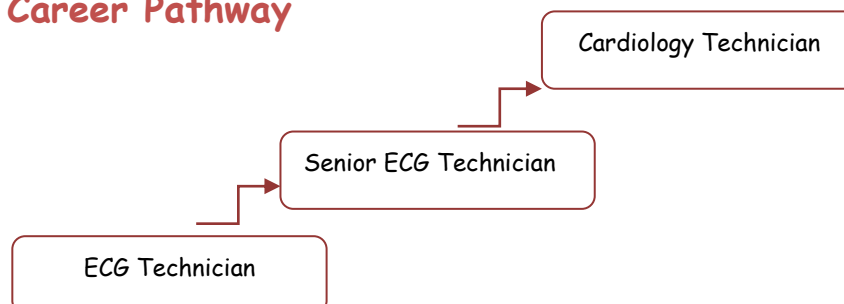 Career Pathway
Cardiology Technician
Senior ECG Technician
ECG Technician